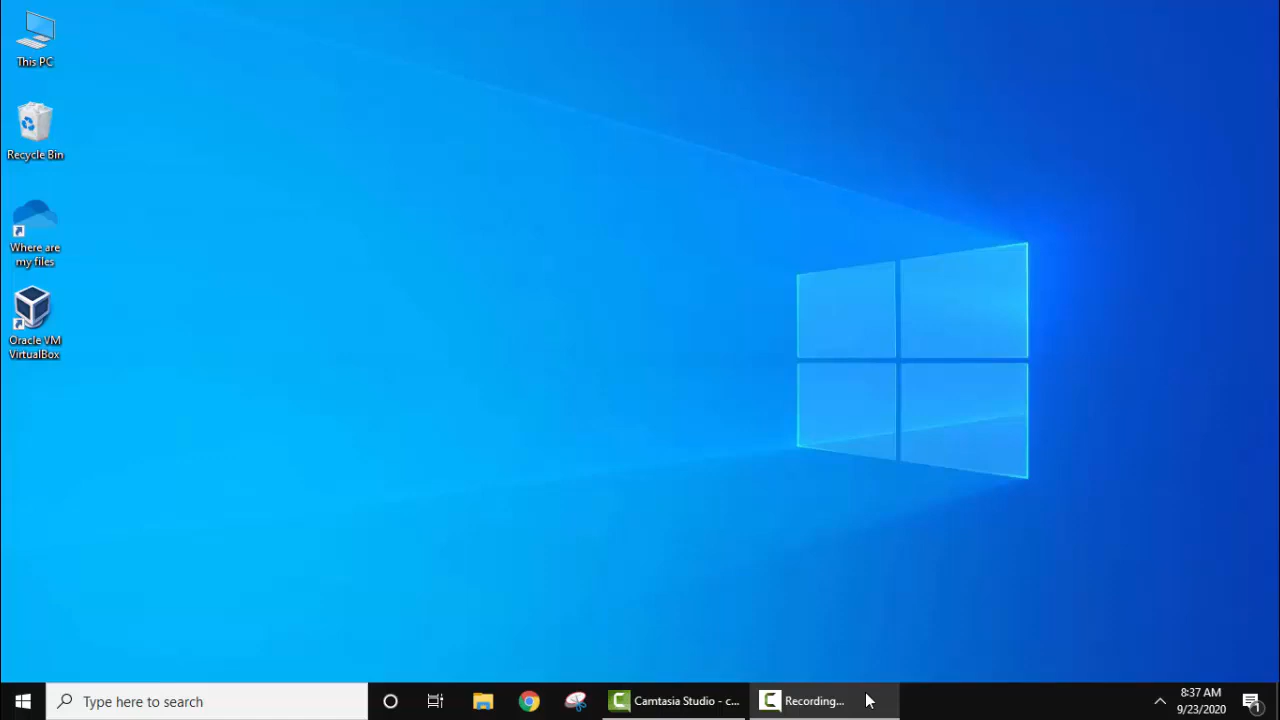 This PC
Recycle Bin
Where are
my files
Oracle VM
VirtualBox
Type here to search
Camtasia Studio - c...
Recording...
8:37 AM
9/23/2020
1